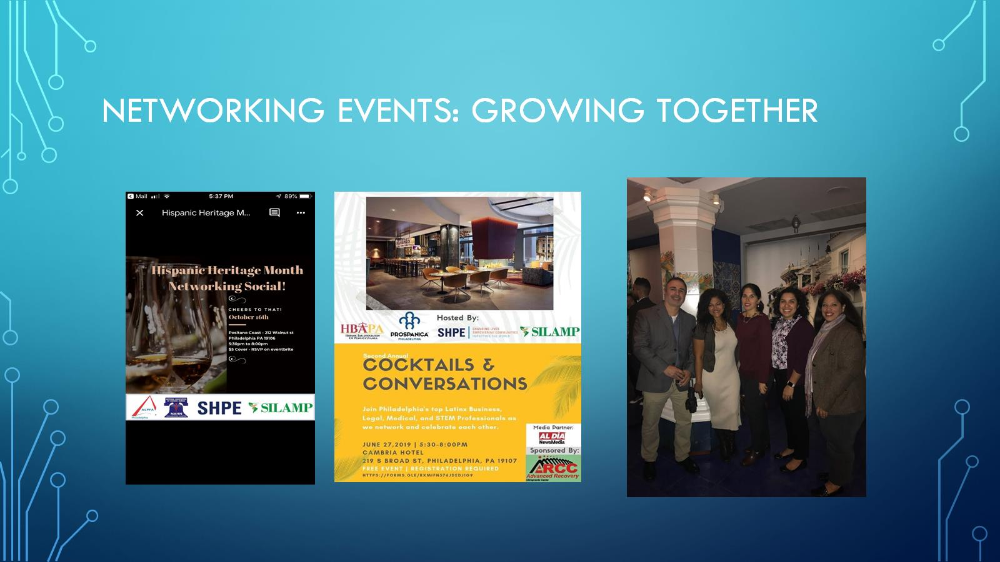 NETWORKING EVENTS: GROWING TOGETHER
Mail
5:37 PM
89%
Hispanic Heritage M...
Hispanic Heritage Month
Networking Social!
CHEERS TO THAT!
October 16th
Positano Coast - 212 Walnut st
Philadelphia PA 19106
5:30pm to 8:00pm
$5 Cover - RSVP on eventbrite
ALPFA
Philadelphia
NAHN
SHPE
SILAMP
Hosted By:
HBAPA
HISPANIC BAR ASSOCIATION
OF PENNSYLVANIA
PROSPANICA
PHILADELPHIA
SHPE
CHANGING LIVES
EMPOWERING COMMUNITIES
IMPACTING THE WORLD
SILAMP
Second Annual
COCKTAILS &
CONVERSATIONS
Join Philadelphia's top Latinx Business,
Legal, Medical, and STEM Professionals as
we network and celebrate each other.
JUNE 27,2019 | 5:30-8:00PM
CAMBRIA HOTEL
219 S BROAD ST, PHILADELPHIA, PA 19107
FREE EVENT | REGISTRATION REQUIRED
Media Partner:
AL DÍA
NewsMedia
Sponsored By:
ARCC
Advanced Recovery
Chiropractic Center